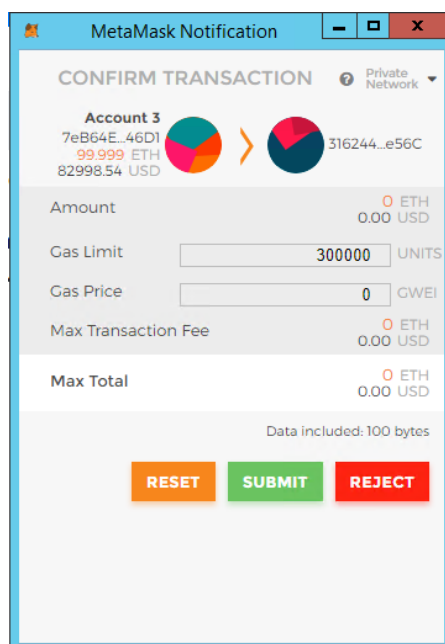 MetaMask Notification
CONFIRM TRANSACTION
Private
Network
Account 3
7eB64E...46D1
99.999 ETH
82998.54 USD
316244...e56C
Amount
0 ETH
0.00 USD
Gas Limit
300000 UNITS
Gas Price
0 GWEI
Max Transaction Fee
0 ETH
0.00 USD
Max Total
0 ETH
0.00 USD
Data included: 100 bytes
RESET SUBMIT REJECT